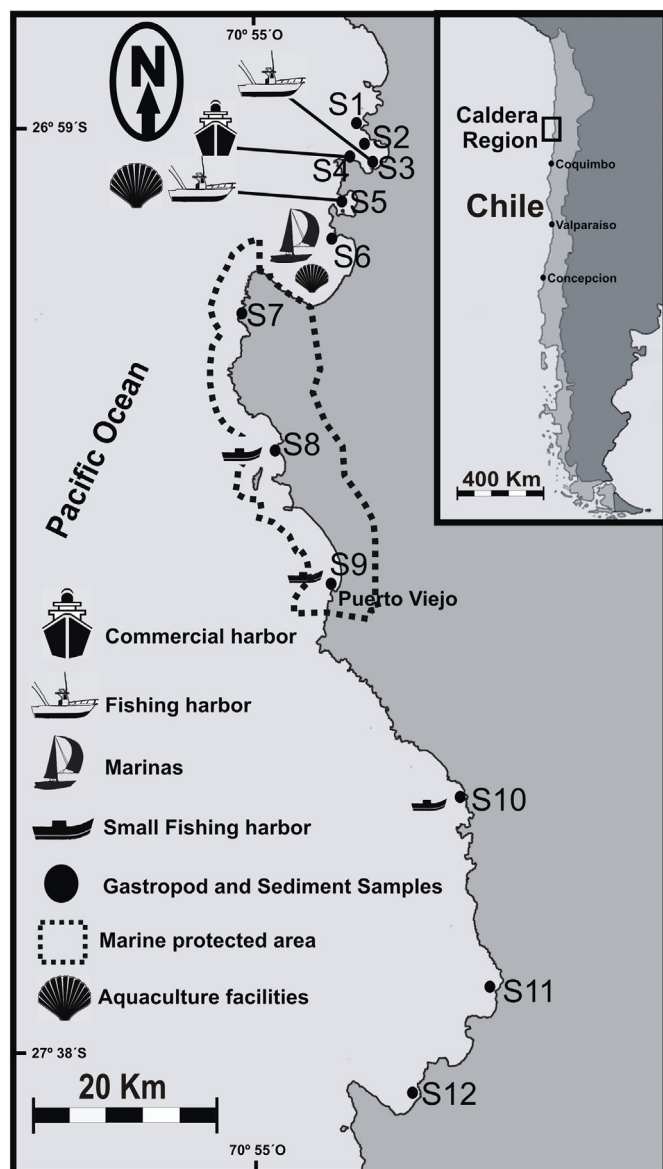 70º 55´O
N
26º 59´S
S1
S2
S3
S4
S5
S6
S7
S8
S9
Puerto Viejo
S10
S11
S12
Pacific Ocean
Caldera
Region
Coquimbo
Chile
Valparaíso
Concepcion
400 Km
Commercial harbor
Fishing harbor
Marinas
Small Fishing harbor
Gastropod and Sediment Samples
Marine protected area
Aquaculture facilities
27º 38´S
20 Km
70º 55´O